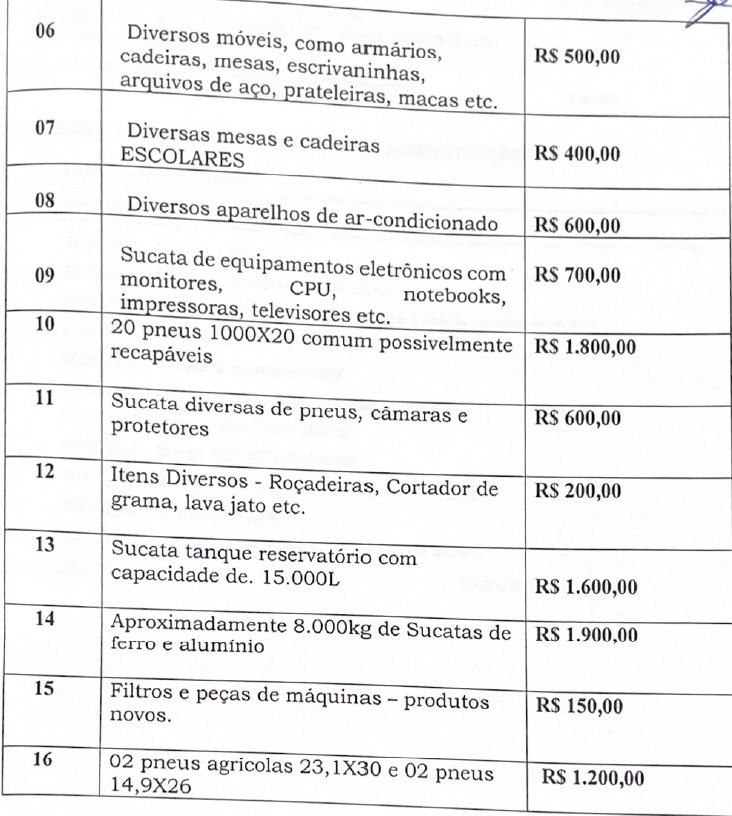 06 Diversos móveis, como armários, R$ 500,00
cadeiras, mesas, escrivaninhas,
arquivos de aço, prateleiras, macas etc.
07 Diversas mesas e cadeiras R$ 400,00
ESCOLARES
08 Diversos aparelhos de ar-condicionado R$ 600,00
09 Sucata de equipamentos eletrônicos com R$ 700,00
monitores, CPU, notebooks,
impressoras, televisores etc.
10 20 pneus 1000X20 comum possivelmente R$ 1.800,00
recapáveis
11 Sucata diversas de pneus, câmaras e R$ 600,00
protetores
12 Itens Diversos - Roçadeiras, Cortador de R$ 200,00
grama, lava jato etc.
13 Sucata tanque reservatório com
capacidade de. 15.000L R$ 1.600,00
14 Aproximadamente 8.000kg de Sucatas de R$ 1.900,00
ferro e alumínio
15 Filtros e peças de máquinas – produtos R$ 150,00
novos.
16 02 pneus agricolas 23,1X30 e 02 pneus R$ 1.200,00
14,9X26